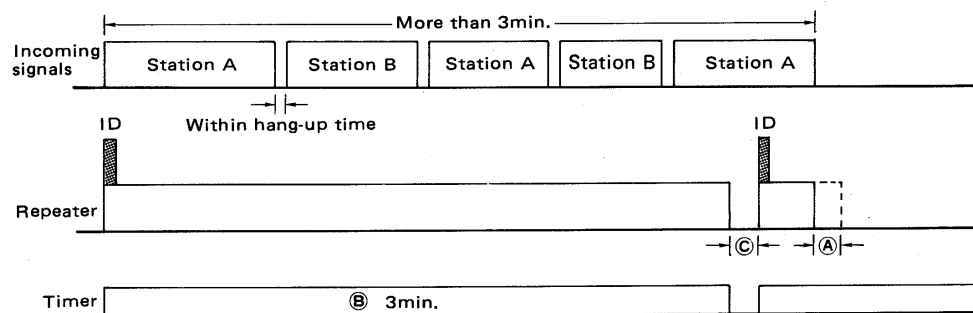 More than 3min.
Incoming
signals
Station A
Station B
Station A
Station B
Station A
ID
Within hang-up time
ID
Repeater
Ⓒ
Ⓐ
Timer
Ⓑ 3min.